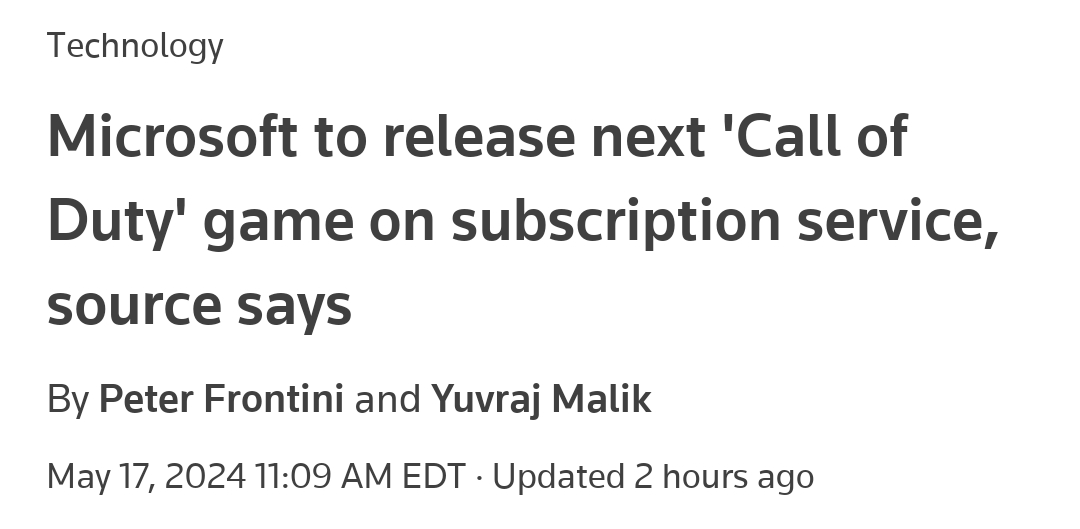 Technology
Microsoft to release next 'Call of
Duty' game on subscription service,
source says
By Peter Frontini and Yuvraj Malik
May 17, 2024 11:09 AM EDT · Updated 2 hours ago